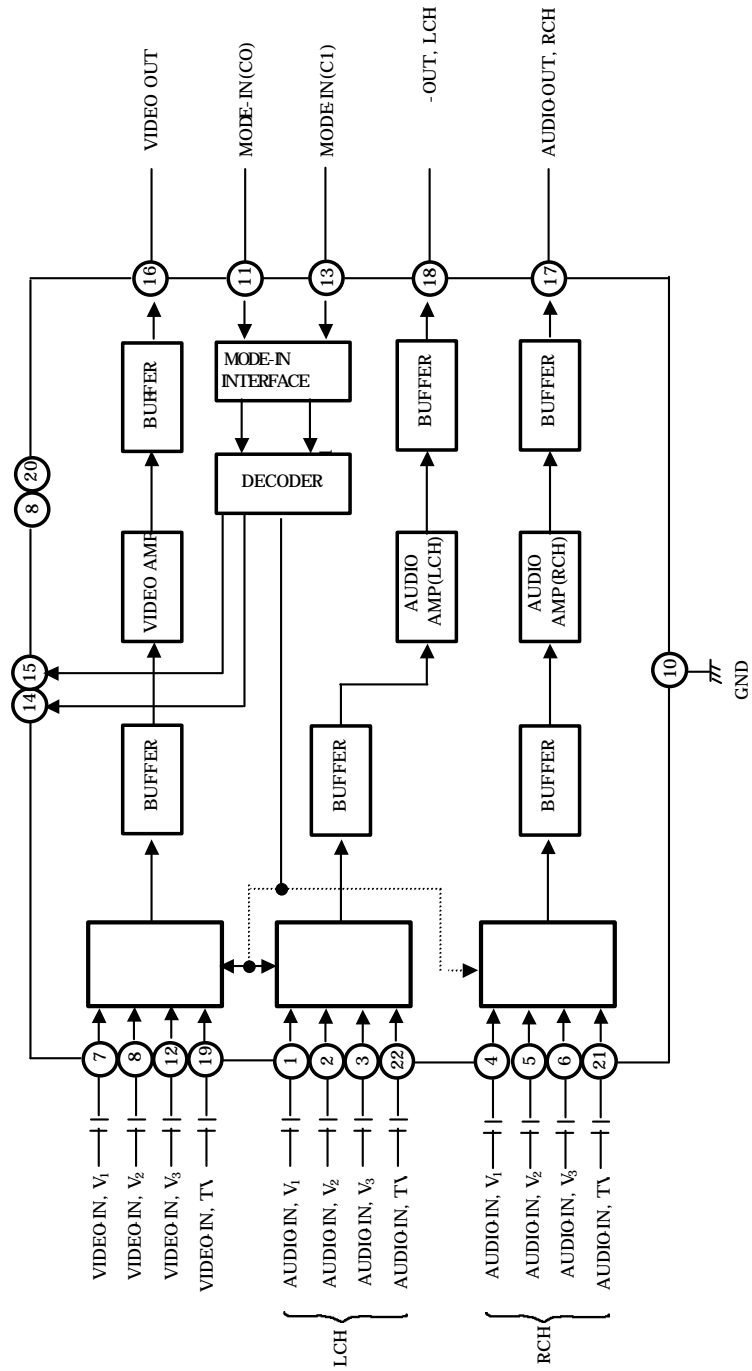 VIDEO OUT
MODE-IN (CO)
MODE-IN (C1)
- OUT, LCH
AUDIO-OUT, RCH
16
11
13
18
17
BUFFER
MODE-IN
INTERFACE
BUFFER
BUFFER
20
8
VIDEO AMP
DECODER
AUDIO
AMP (LCH)
AUDIO
AMP (RCH)
15
14
BUFFER
BUFFER
BUFFER
10
GND
7
8
12
19
1
2
3
22
4
5
6
21
VIDEO-IN, V₁
VIDEO-IN, V₂
VIDEO-IN, V₃
VIDEO-IN, TV
AUDIO-IN, V₁
AUDIO-IN, V₂
AUDIO-IN, V₃
AUDIO-IN, TV
LCH
AUDIO-IN, V₁
AUDIO-IN, V₂
AUDIO-IN, V₃
AUDIO-IN, TV
RCH